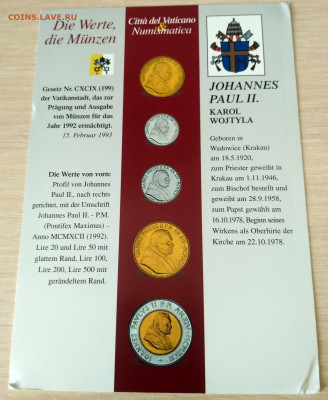 COINS.LAVE.RU
Die Werte,
die Münzen
Gesetz Nr. CXCIX (199)
der Vatikanstadt, das zur
Prägung und Ausgabe
von Münzen für das
Jahr 1992 ermächtigt.
15. Februar 1993
Die Werte von vorn:
Profil von Johannes
Paul II., nach rechts
gerichtet, mit der Umschrift
Johannes Paul II. - P.M.
(Pontifex Maximus) -
Anno MCMXCII (1992).
Lire 20 und Lire 50 mit
glattem Rand, Lire 100,
Lire 200, Lire 500 mit
gerändeltem Rand.
Città del Vaticano
&
Numismatica
JOHANNES
PAUL II.
KAROL
WOJTYŁA
Geboren in
Wadowice (Krakau)
am 18.5.1920,
zum Priester geweiht in
Krakau am 1.11.1946,
zum Bischof bestellt und
geweiht am 28.9.1958,
zum Papst gewählt am
16.10.1978, Beginn seines
Wirkens als Oberhirte der
Kirche am 22.10.1978.